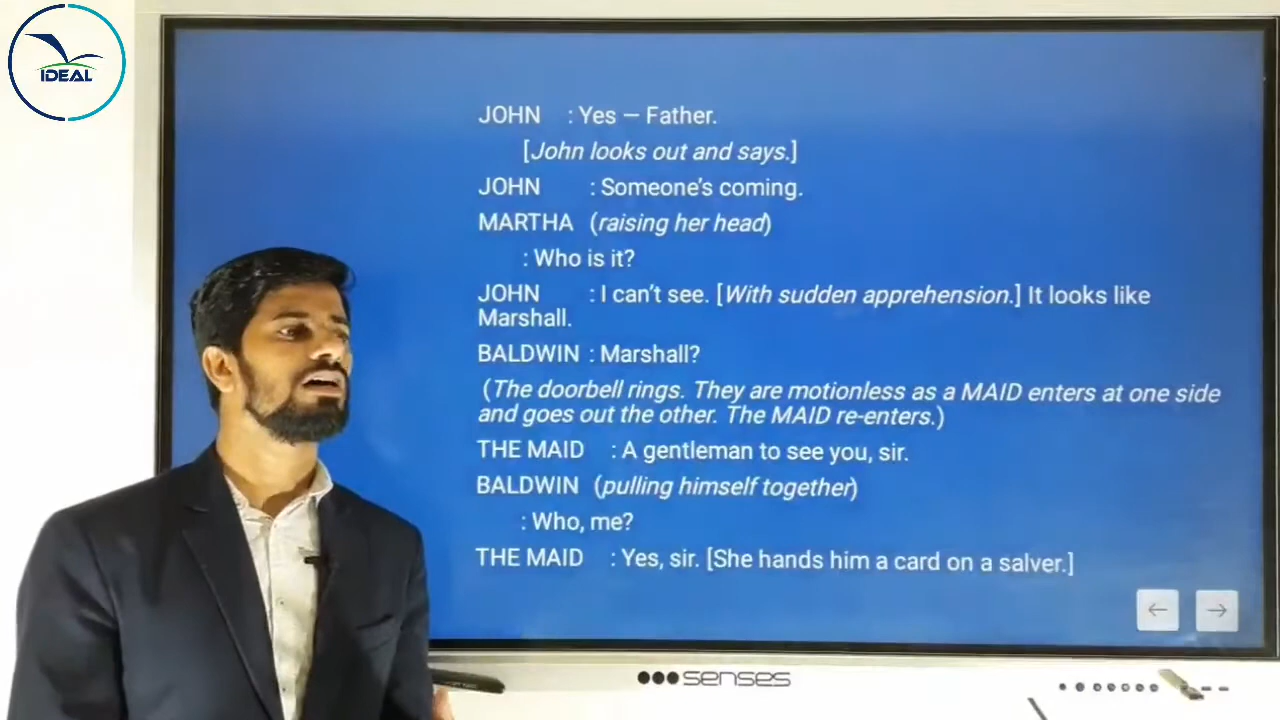 IDEAL
JOHN : Yes — Father.
[John looks out and says.]
JOHN : Someone's coming.
MARTHA (raising her head)
: Who is it?
JOHN : I can't see. [With sudden apprehension.] It looks like
Marshall.
BALDWIN : Marshall?
(The doorbell rings. They are motionless as a MAID enters at one side
and goes out the other. The MAID re-enters.)
THE MAID : A gentleman to see you, sir.
BALDWIN (pulling himself together)
: Who, me?
THE MAID : Yes, sir. [She hands him a card on a salver.]
senses